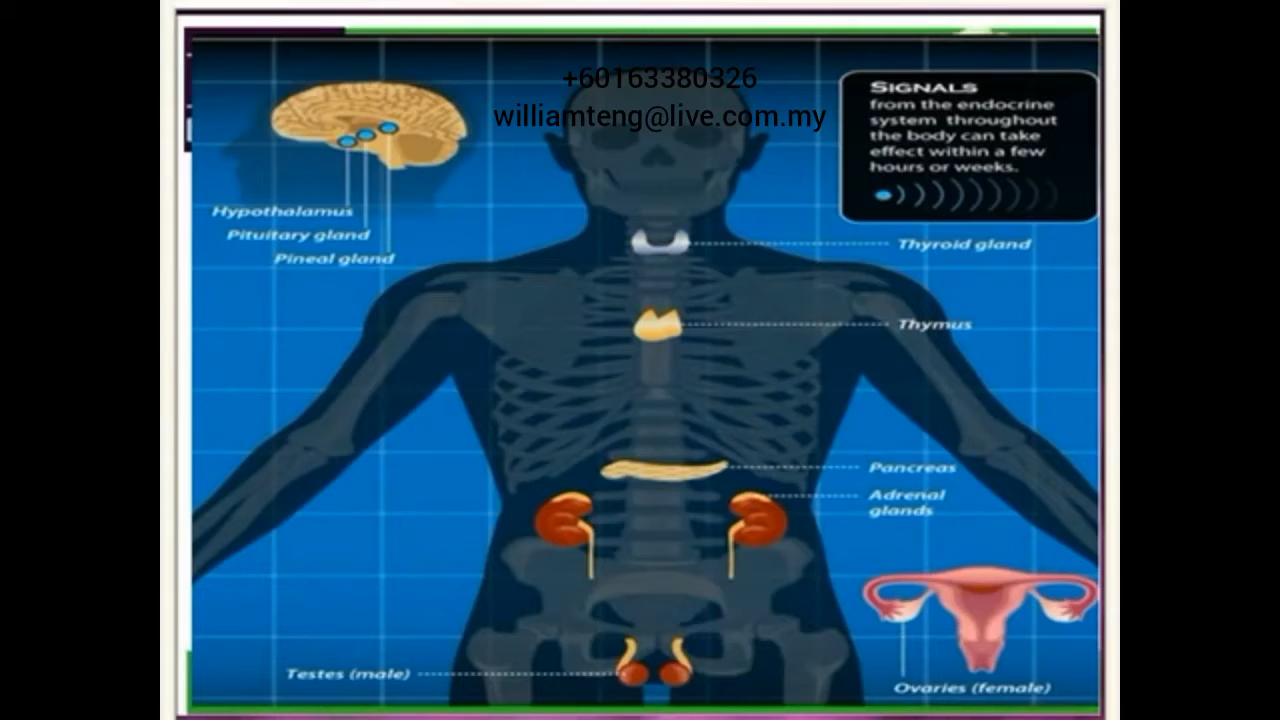 +60163380326
williamteng@live.com.my
SIGNALS
from the endocrine
system throughout
the body can take
effect within a few
hours or weeks.
Hypothalamus
Pituitary gland
Pineal gland
Thyroid gland
Thymus
Pancreas
Adrenal
glands
Testes (male)
Ovaries (female)